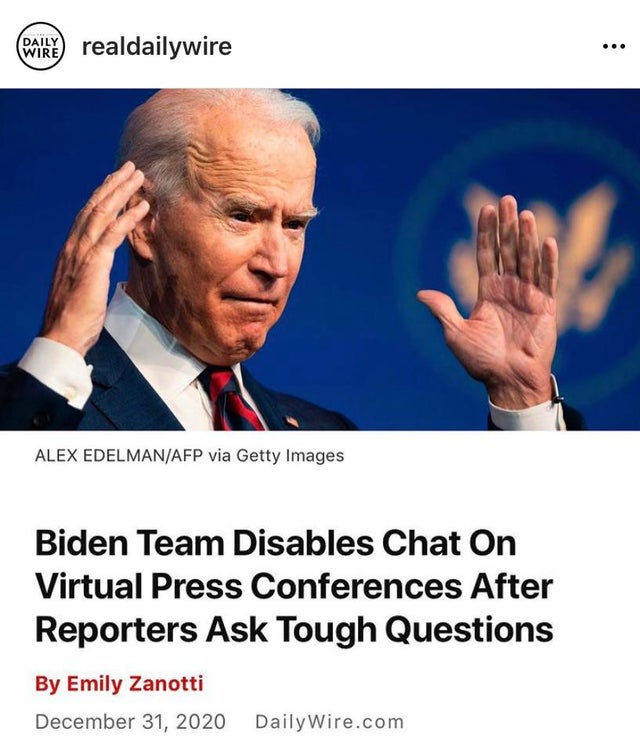 DAILY
WIRE
realdailywire
ALEX EDELMAN/AFP via Getty Images
Biden Team Disables Chat On
Virtual Press Conferences After
Reporters Ask Tough Questions
By Emily Zanotti
December 31, 2020 DailyWire.com